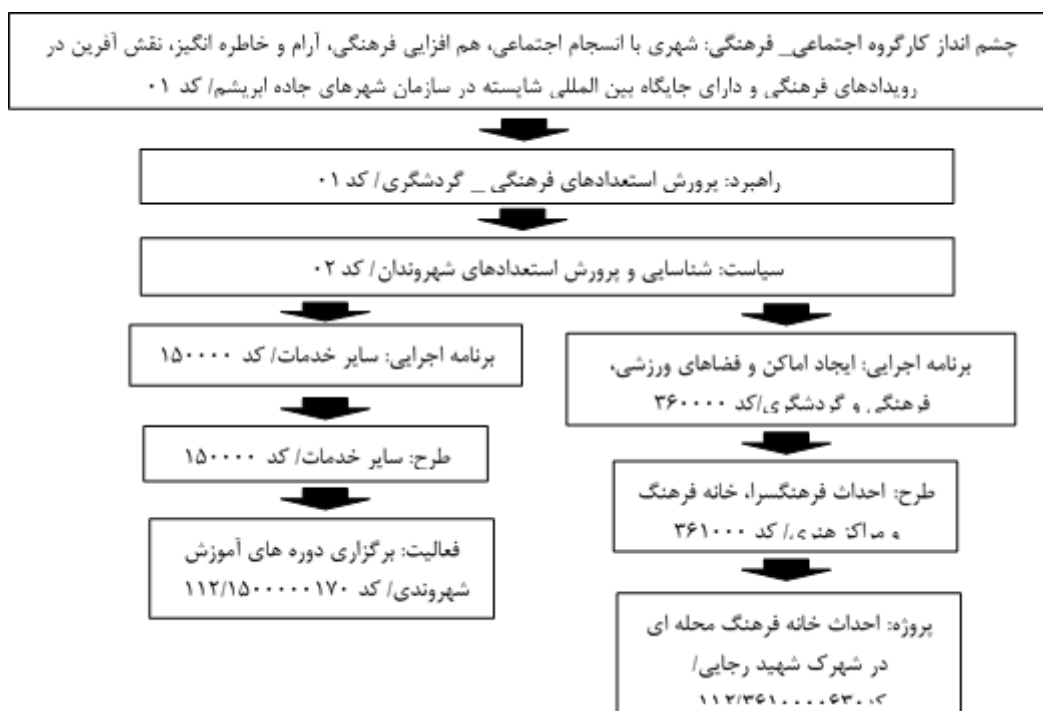 چشم انداز کارگروه اجتماعی_ فرهنگی: شهری با انسجام اجتماعی، هم افزایی فرهنگی، آرام و خاطره انگیز، نقش آفرین در
رویدادهای فرهنگی و دارای جایگاه بین المللی شایسته در سازمان شهرهای جاده ابریشم/ کد ۰۱
راهبرد: پرورش استعدادهای فرهنگی _ گردشگری/ کد ۰۱
سیاست: شناسایی و پرورش استعدادهای شهروندان/ کد ۰۲
برنامه اجرایی: ایجاد اماکن و فضاهای ورزشی،
فرهنگی و گردشگری/کد ۳۶۰۰۰۰
طرح: احداث فرهنگسرا، خانه فرهنگ
و مراکز هنری/ کد ۳۶۱۰۰۰
پروژه: احداث خانه فرهنگ محله ای
در شهرک شهید رجایی/
کد ۱۱۲/۳۶۱۰۰۰۰۶۳۰
برنامه اجرایی: سایر خدمات/ کد ۱۵۰۰۰۰
طرح: سایر خدمات/ کد ۱۵۰۰۰۰
فعالیت: برگزاری دوره های آموزش
شهروندی/ کد ۱۱۲/۱۵۰۰۰۰۰۱۷۰